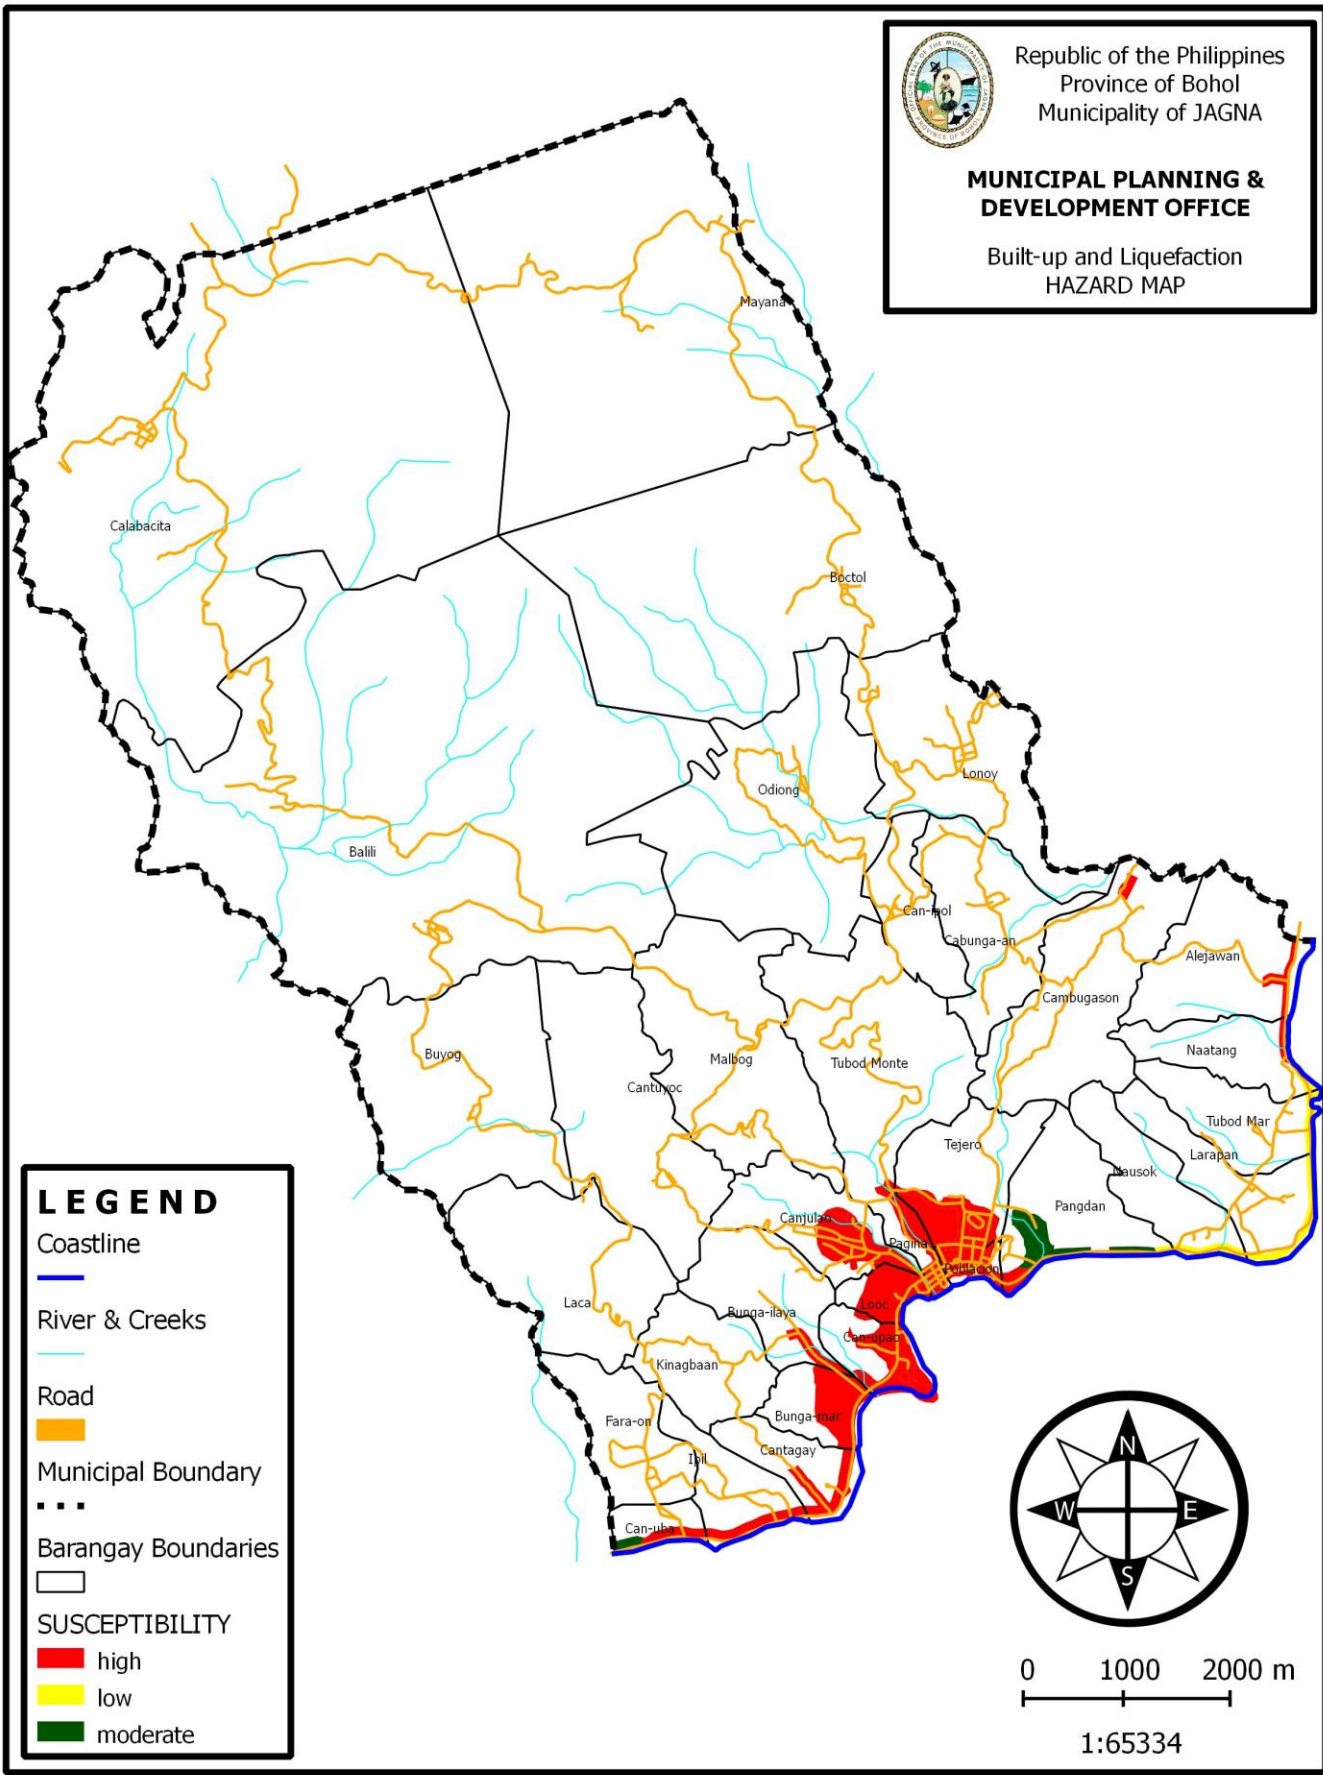 Republic of the Philippines
Province of Bohol
Municipality of JAGNA
MUNICIPAL PLANNING &
DEVELOPMENT OFFICE
Built-up and Liquefaction
HAZARD MAP
Mayana
Calabacita
Boctol
Lonoy
Odiong
Balili
Can-ipol
Cabunga-an
Alejawan
Cambugason
Naatang
Buyog
Malbog
Tubod Monte
Cantuyoc
Tubod Mar
Tejero
Larapan
Nausok
Pangdan
Canjulao
Pagina
Poblacion
Laca
Looc
Bunga-ilaya
Can-upao
Kinagbaan
Fara-on
Bunga-mar
Cantagay
Ipil
Can-uba
LEGEND
Coastline
River & Creeks
Road
Municipal Boundary
Barangay Boundaries
SUSCEPTIBILITY
high
low
moderate
N
W
E
S
0 1000 2000 m
1:65334